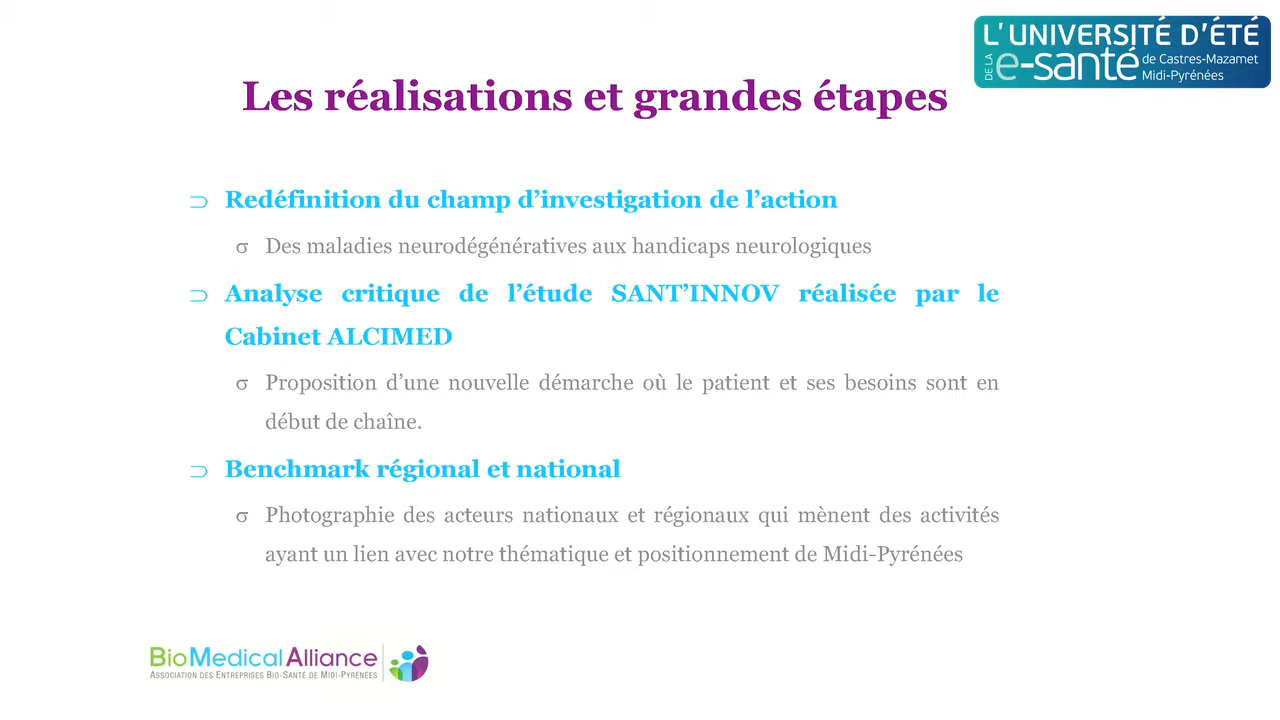 L'UNIVERSITÉ D'ÉTÉ
DE LA e-santé de Castres-Mazamet
Midi-Pyrénées
Les réalisations et grandes étapes
⊃ Redéfinition du champ d’investigation de l’action
σ Des maladies neurodégénératives aux handicaps neurologiques
⊃ Analyse critique de l’étude SANT’INNOV réalisée par le
Cabinet ALCIMED
σ Proposition d’une nouvelle démarche où le patient et ses besoins sont en
début de chaîne.
⊃ Benchmark régional et national
σ Photographie des acteurs nationaux et régionaux qui mènent des activités
ayant un lien avec notre thématique et positionnement de Midi-Pyrénées
BioMedicalAlliance
ASSOCIATION DES ENTREPRISES BIO-SANTÉ DE MIDI-PYRÉNÉES